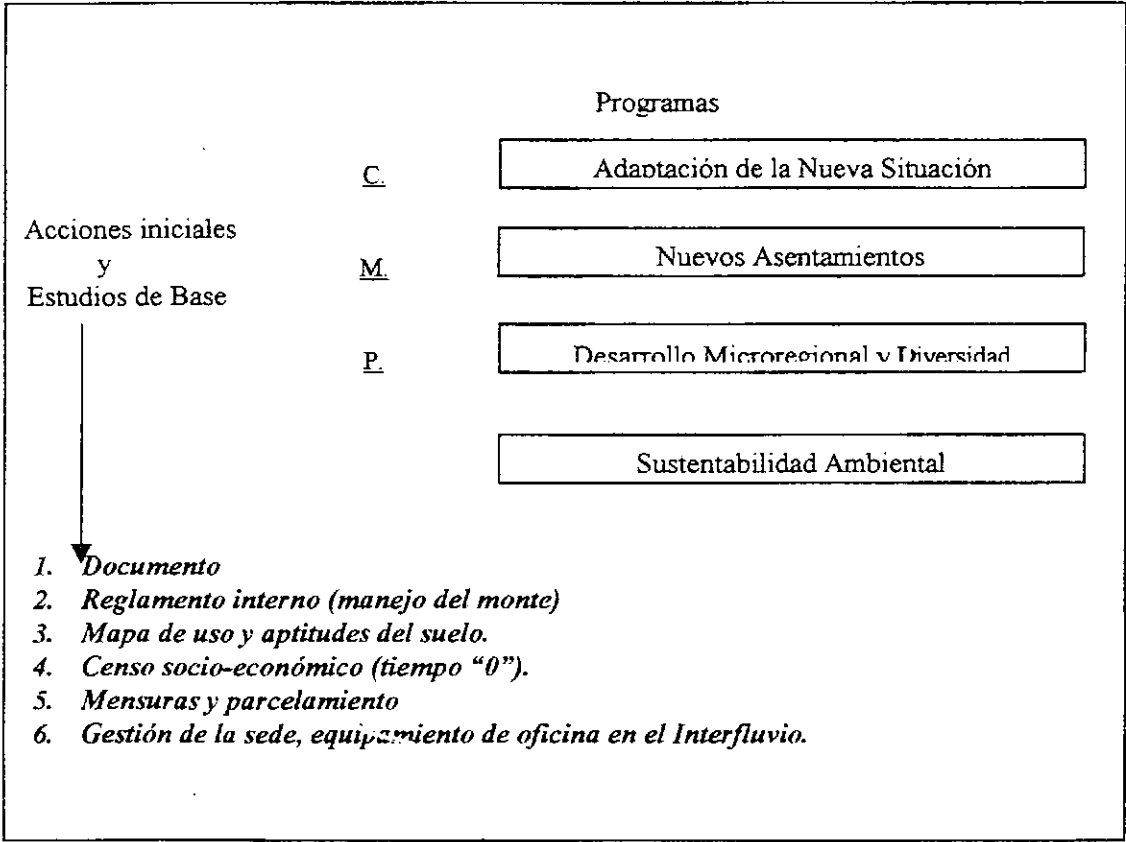 Programas
C.
Adaptación de la Nueva Situación
Acciones iniciales
y
Estudios de Base
M.
Nuevos Asentamientos
P.
Desarrollo Microregional y Diversidad
Sustentabilidad Ambiental
1. Documento
2. Reglamento interno (manejo del monte)
3. Mapa de uso y aptitudes del suelo.
4. Censo socio-económico (tiempo “0”).
5. Mensuras y parcelamiento
6. Gestión de la sede, equipamiento de oficina en el Interfluvio.